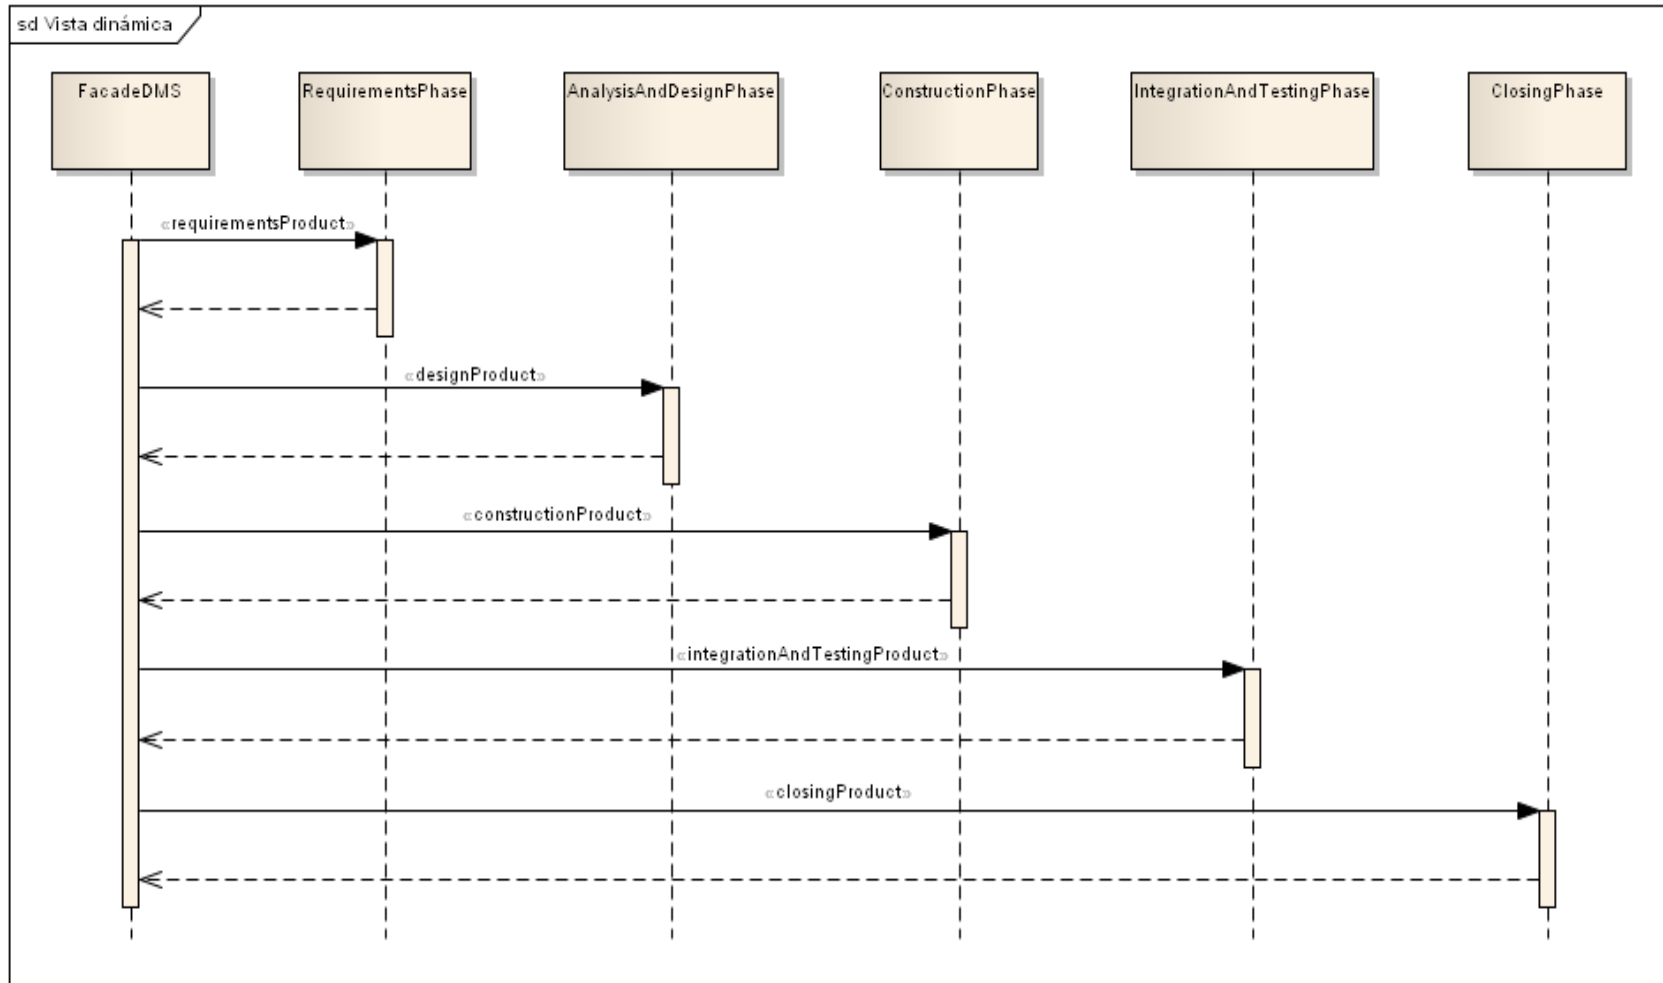 sd Vista dinámica
FacadeDMS
RequirementsPhase
AnalysisAndDesignPhase
ConstructionPhase
IntegrationAndTestingPhase
ClosingPhase
«requirementsProduct»
«designProduct»
«constructionProduct»
«integrationAndTestingProduct»
«closingProduct»